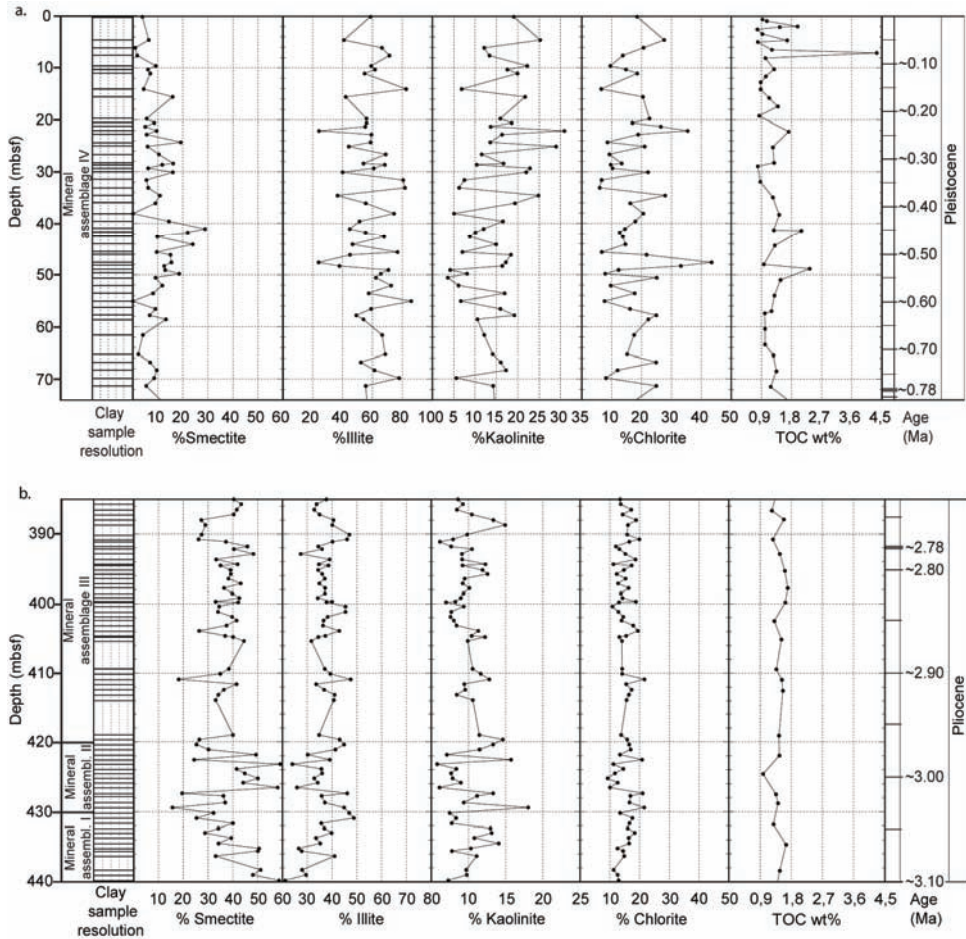 a.
0
10
20
30
40
50
60
70
Depth (mbsf)
Mineral assemblage IV
~0.10
~0.20
~0.30
~0.40
~0.50
~0.60
~0.70
~0.78
Pleistocene
10 20 30 40 50 60 20 40 60 80 100 5 10 15 20 25 30 35 10 20 30 40 50 0,9 1,8 2,7 3,6 4,5 Age (Ma)
Clay sample resolution
%Smectite %Illite %Kaolinite %Chlorite TOC wt%
b.
390
400
410
420
430
440
Depth (mbsf)
Mineral assemblage III
Mineral assembl. II
Mineral assembl. I
~2.78
~2.80
~2.90
~3.00
~3.10
Pliocene
10 20 30 40 50 60 10 20 30 40 50 60 70 80 10 15 20 25 10 20 30 40 50 60 0,9 1,8 2,7 3,6 4,5 Age (Ma)
Clay sample resolution
% Smectite % Illite % Kaolinite % Chlorite TOC wt%